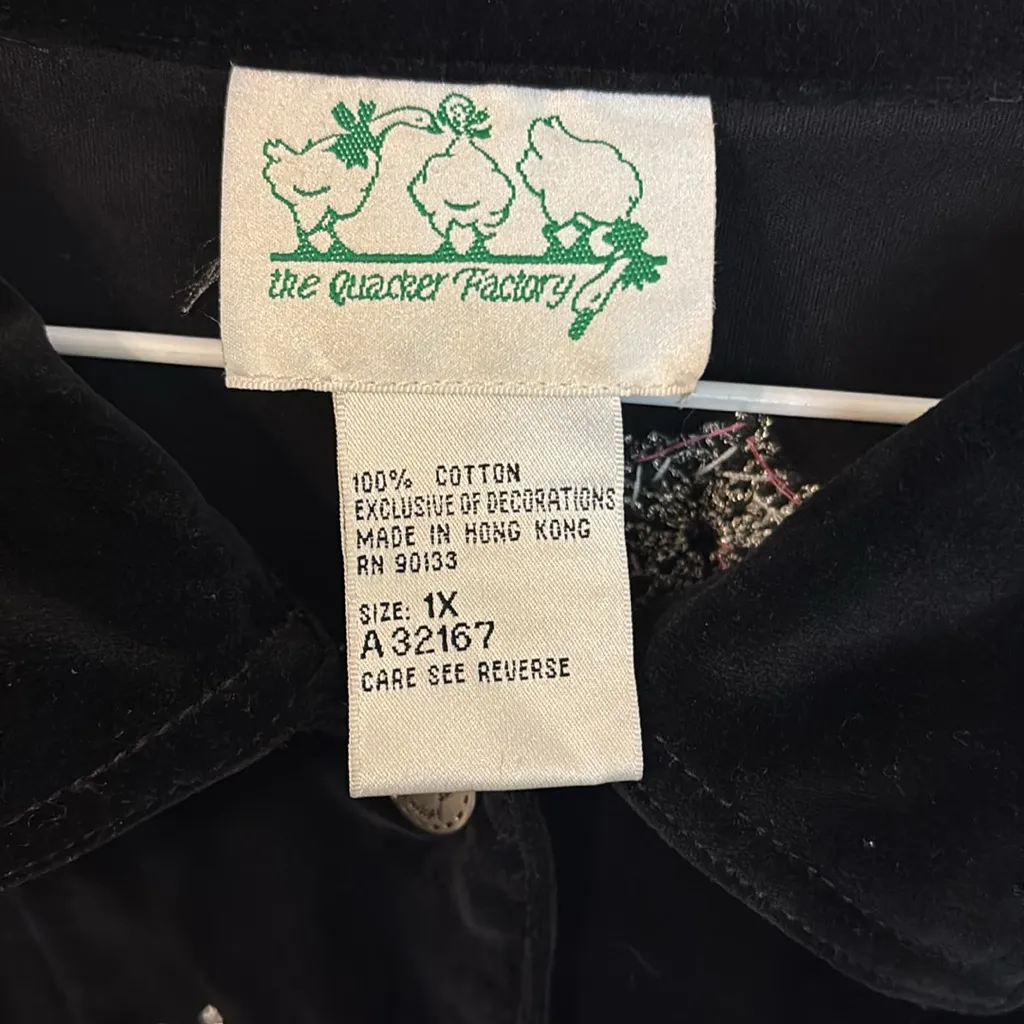 the Quacker Factory
100% COTTON
EXCLUSIVE OF DECORATIONS
MADE IN HONG KONG
RN 90133
SIZE: 1X
A32167
CARE SEE REVERSE